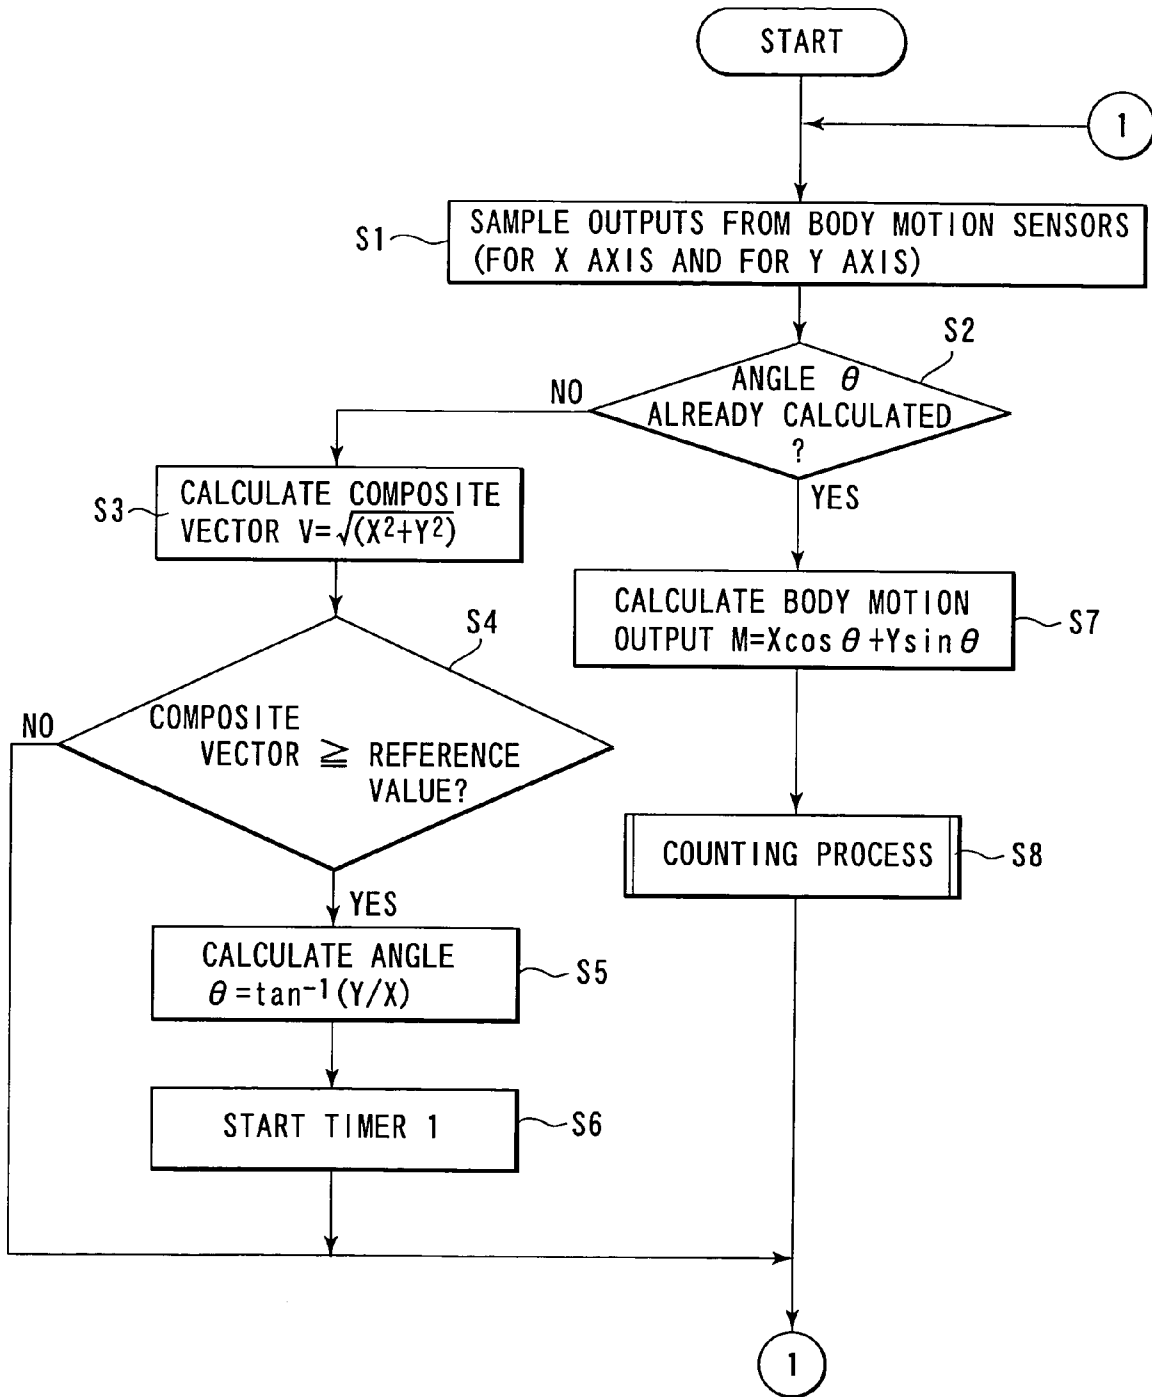 START
1
S1
SAMPLE OUTPUTS FROM BODY MOTION SENSORS
(FOR X AXIS AND FOR Y AXIS)
S2
ANGLE θ
ALREADY CALCULATED
?
NO
YES
S3
CALCULATE COMPOSITE
VECTOR V=√(X²+Y²)
S4
COMPOSITE
VECTOR ≧ REFERENCE
VALUE?
NO
YES
CALCULATE BODY MOTION
OUTPUT M=Xcos θ+Ysin θ
S7
COUNTING PROCESS
S8
CALCULATE ANGLE
θ=tan⁻¹(Y/X)
S5
START TIMER 1
S6
1